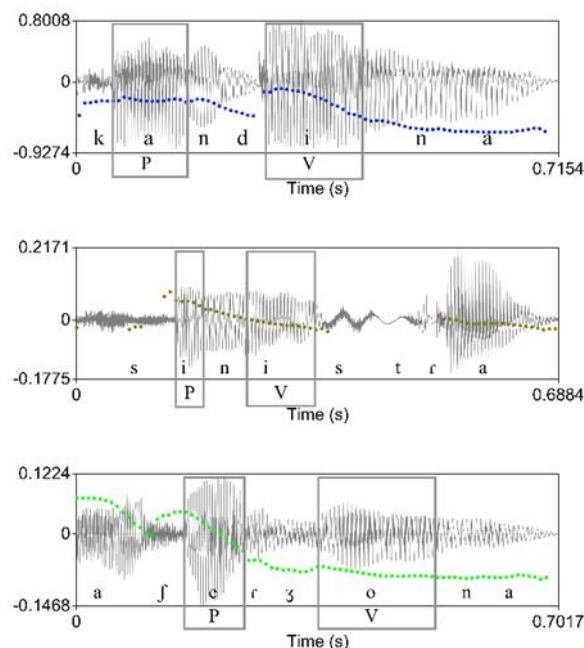 0.8008
0
-0.9274
k a n d i n a
P V
0 0.7154
Time (s)
0.2171
0
-0.1775
s i n i s t ɾ a
P V
0 0.6884
Time (s)
0.1224
0
-0.1468
a ʃ e ɾ ʒ o n a
P V
0 0.7017
Time (s)